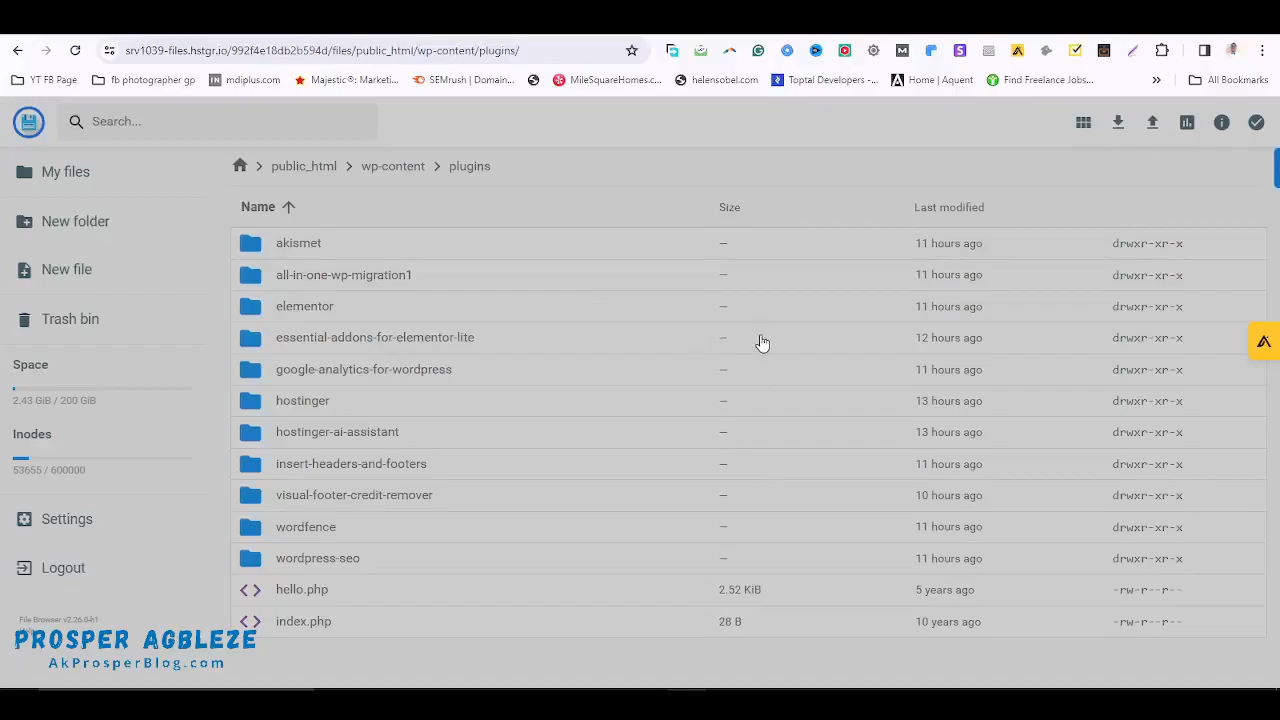 srv1039-files.hstgr.io/992f4e18db2b594d/files/public_html/wp-content/plugins/
YT FB Page
fb photographer gp
mdiplus.com
Majestic®: Marketi...
SEMrush | Domain...
MileSquareHomes.c...
helensobel.com
Toptal Developers -...
Home | Aquent
Find Freelance Jobs...
All Bookmarks
Search...
My files
New folder
New file
Trash bin
Space
2.43 GiB / 200 GiB
Inodes
53655 / 600000
Settings
Logout
File Browser v2.26.0-h1
public_html > wp-content > plugins
Name Size Last modified
akismet — 11 hours ago drwxr-xr-x
all-in-one-wp-migration1 — 11 hours ago drwxr-xr-x
elementor — 11 hours ago drwxr-xr-x
essential-addons-for-elementor-lite — 12 hours ago drwxr-xr-x
google-analytics-for-wordpress — 11 hours ago drwxr-xr-x
hostinger — 13 hours ago drwxr-xr-x
hostinger-ai-assistant — 13 hours ago drwxr-xr-x
insert-headers-and-footers — 11 hours ago drwxr-xr-x
visual-footer-credit-remover — 10 hours ago drwxr-xr-x
wordfence — 11 hours ago drwxr-xr-x
wordpress-seo — 11 hours ago drwxr-xr-x
hello.php 2.52 KiB 5 years ago -rw-r--r--
index.php 28 B 10 years ago -rw-r--r--
PROSPER AGBLEZE
AkProsperBlog.com